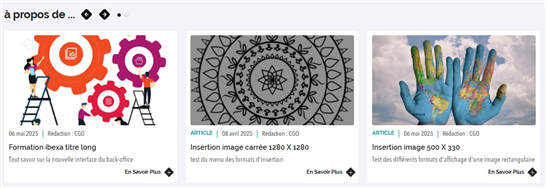 à propos de ...
06 mai 2025 | Rédaction : CGO
Formation ibexa titre long
Tout savoir sur la nouvelle interface du back-office
En Savoir Plus
ARTICLE | 08 avril 2025 | Rédaction : CGO
Insertion image carrée 1280 X 1280
test du menu des formats d'insertion
En Savoir Plus
ARTICLE | 06 mai 2025 | Rédaction : CGO
Insertion image 500 X 330
Test des différents formats d'affichage d'une image rectangulaire
En Savoir Plus